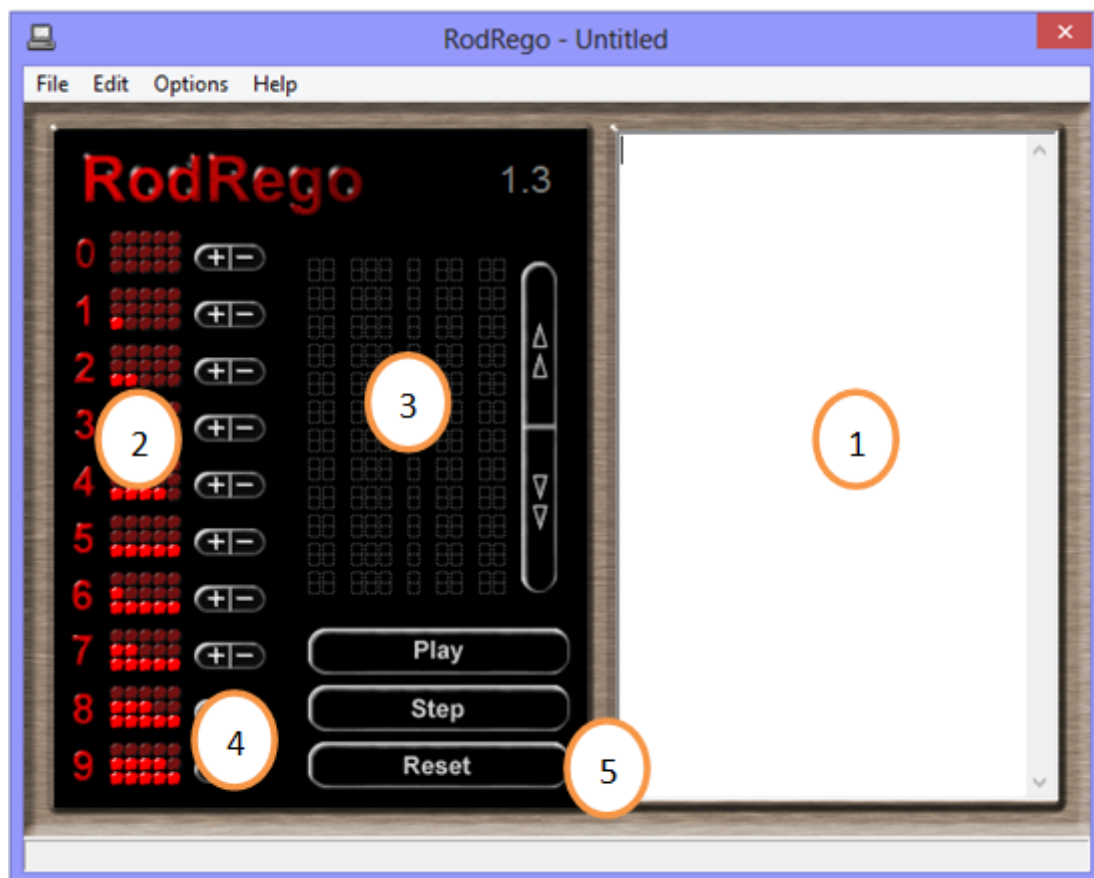 RodRego - Untitled
File Edit Options Help
RodRego 1.3
0 + -
1 + -
2 + -
3 + -
4 + -
5 + -
6 + -
7 + -
8
9
2
3
1
4
5
Play
Step
Reset